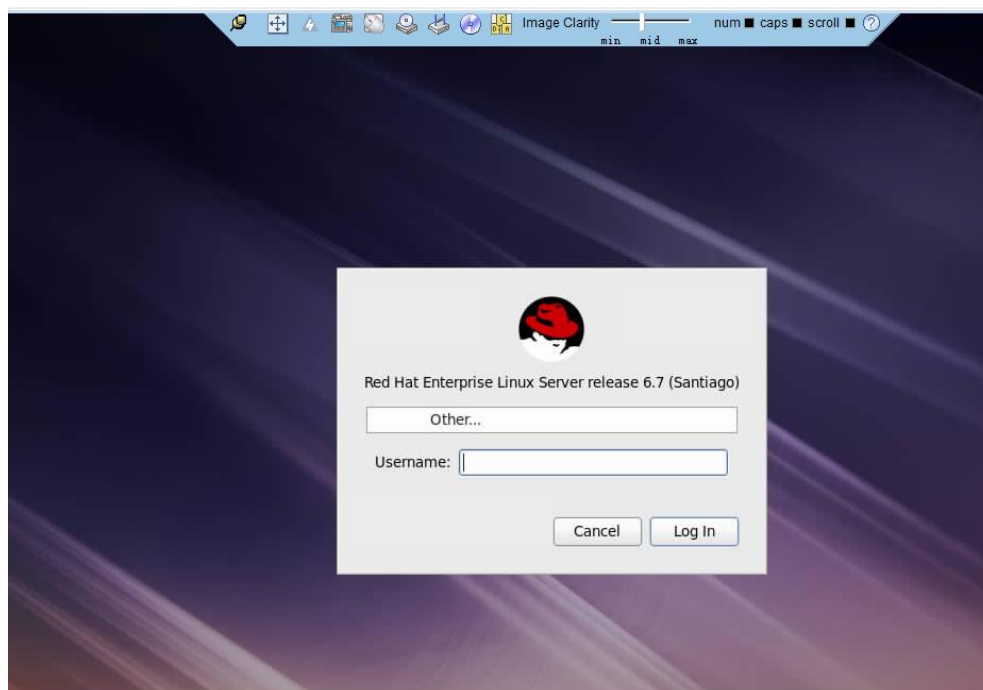 Image Clarity num caps scroll ?
min mid max
Red Hat Enterprise Linux Server release 6.7 (Santiago)
Other...
Username:
Cancel Log In